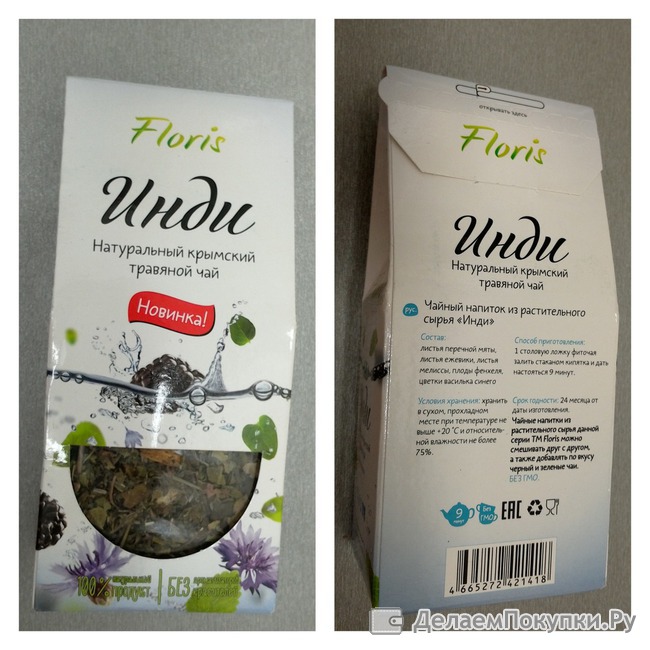 Floris
Инди
Натуральный крымский
травяной чай
Новинка!
100% натуральный
продукт
БЕЗ
открывать здесь
Floris
Инди
Натуральный крымский
травяной чай
рус.
Чайный напиток из растительного
сырья «Инди»
Состав:
листья перечной мяты,
листья ежевики, листья
мелиссы, плоды фенхеля,
цветки василька синего
Способ приготовления:
1 столовую ложку фиточая
залить стаканом кипятка и дать
настояться 9 минут.
Условия хранения: хранить
в сухом, прохладном
месте при температуре не
выше +20 °С и относитель-
ной влажности не более
75%.
Срок годности: 24 месяца от
даты изготовления.
Чайные напитки из
растительного сырья данной
серии ТМ Floris можно
смешивать друг с другом,
а также добавлять по вкусу
черный и зеленые чаи.
БЕЗ ГМО.
9
минут
Без
ГМО
EAC
4 665272 421418
ДелаемПокупки.Ру